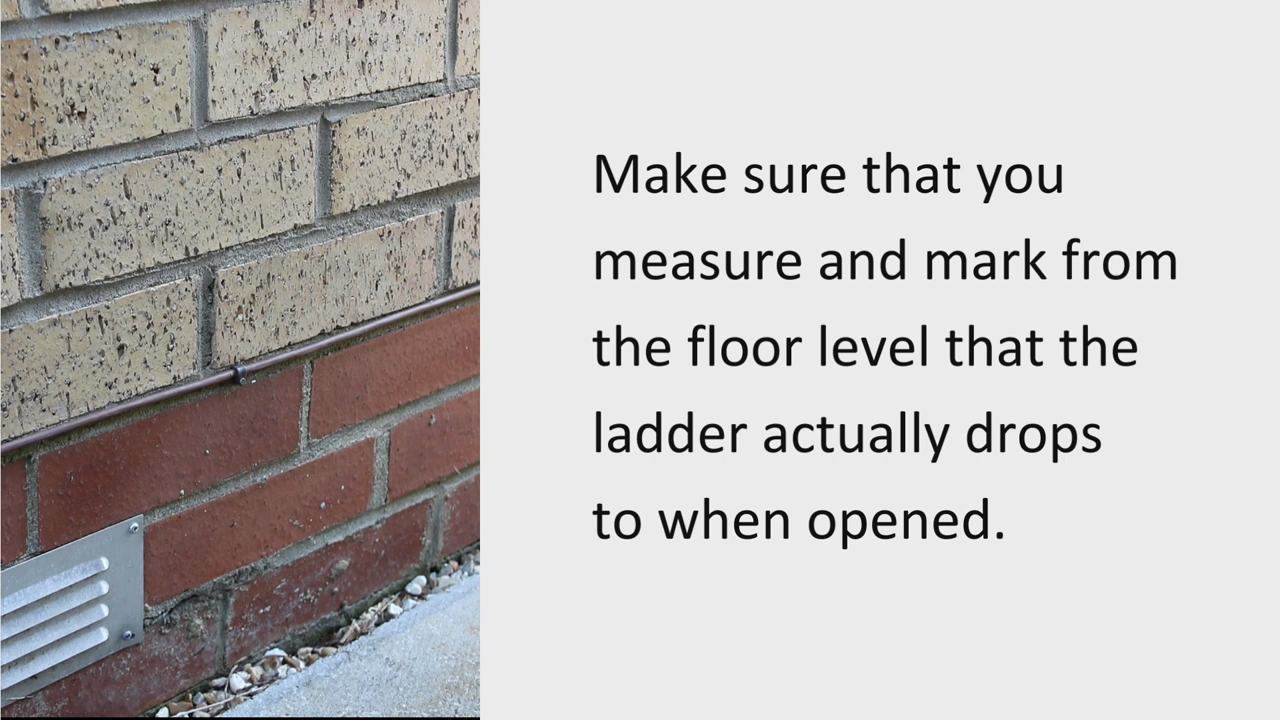 Make sure that you
measure and mark from
the floor level that the
ladder actually drops
to when opened.